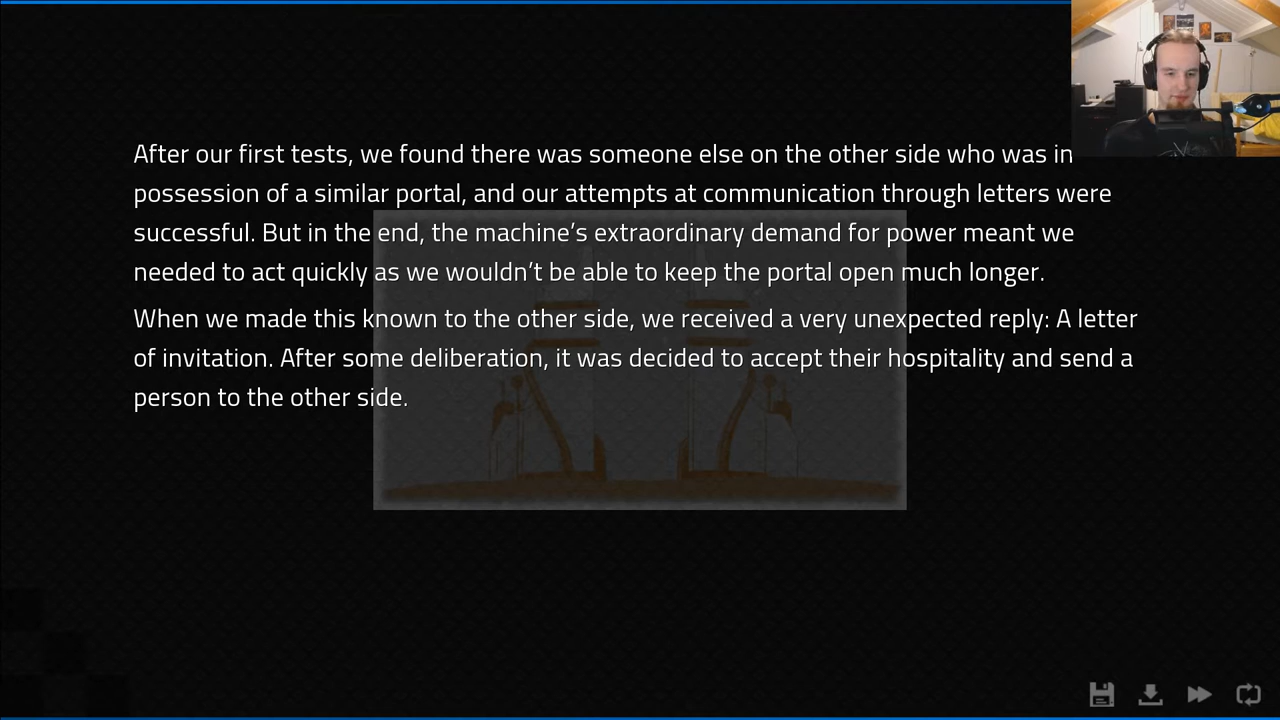 After our first tests, we found there was someone else on the other side who was in
possession of a similar portal, and our attempts at communication through letters were
successful. But in the end, the machine’s extraordinary demand for power meant we
needed to act quickly as we wouldn’t be able to keep the portal open much longer.
When we made this known to the other side, we received a very unexpected reply: A letter
of invitation. After some deliberation, it was decided to accept their hospitality and send a
person to the other side.